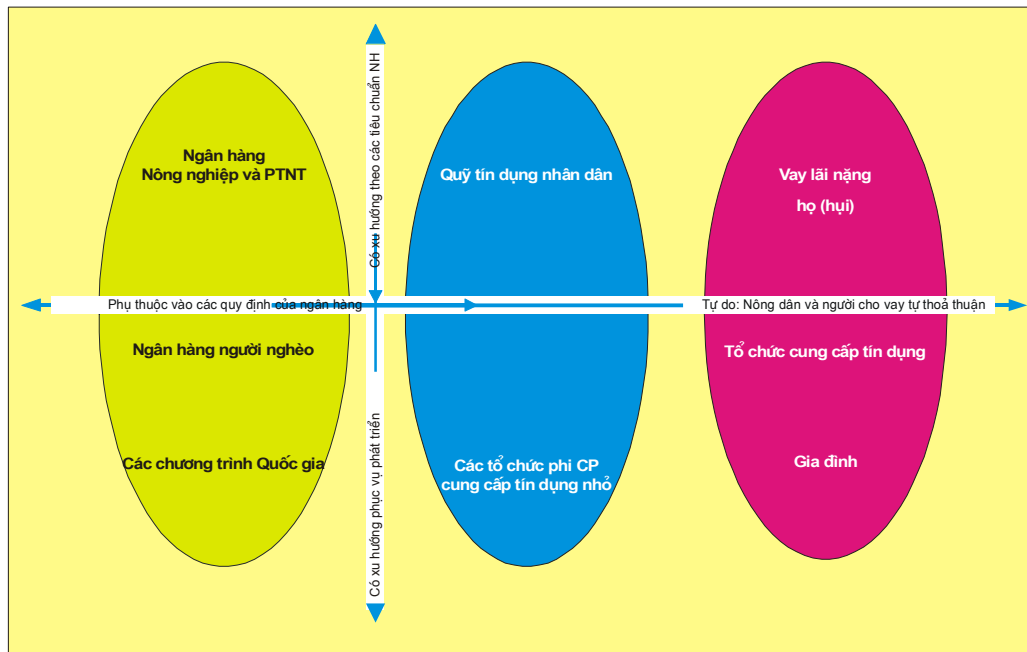 Có xu hướng theo các tiêu chuẩn NH
Ngân hàng
Nông nghiệp và PTNT
Quỹ tín dụng nhân dân
Vay lãi nặng
họ (hụi)
Phụ thuộc vào các quy định của ngân hàng
Tự do: Nông dân và người cho vay tự thoả thuận
Ngân hàng người nghèo
Tổ chức cung cấp tín dụng
Các chương trình Quốc gia
Các tổ chức phi CP
cung cấp tín dụng nhỏ
Gia đình
Có xu hướng phục vụ phát triển